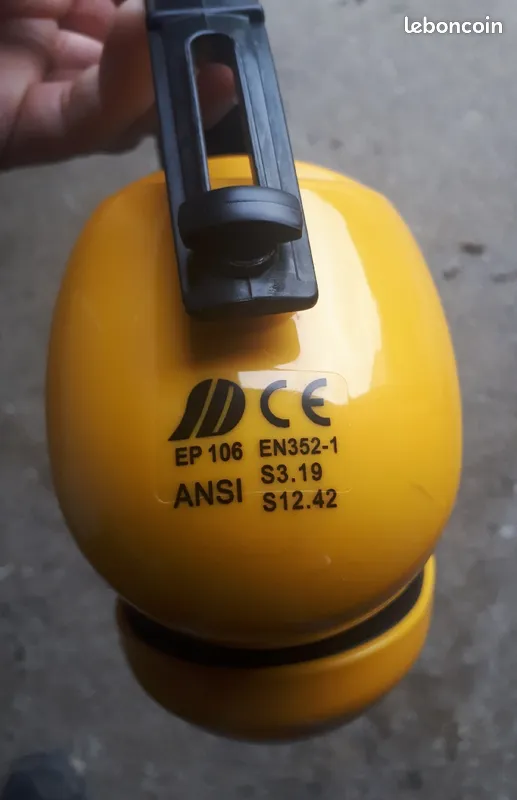 leboncoin
CE
EP 106 EN352-1
ANSI S3.19
S12.42